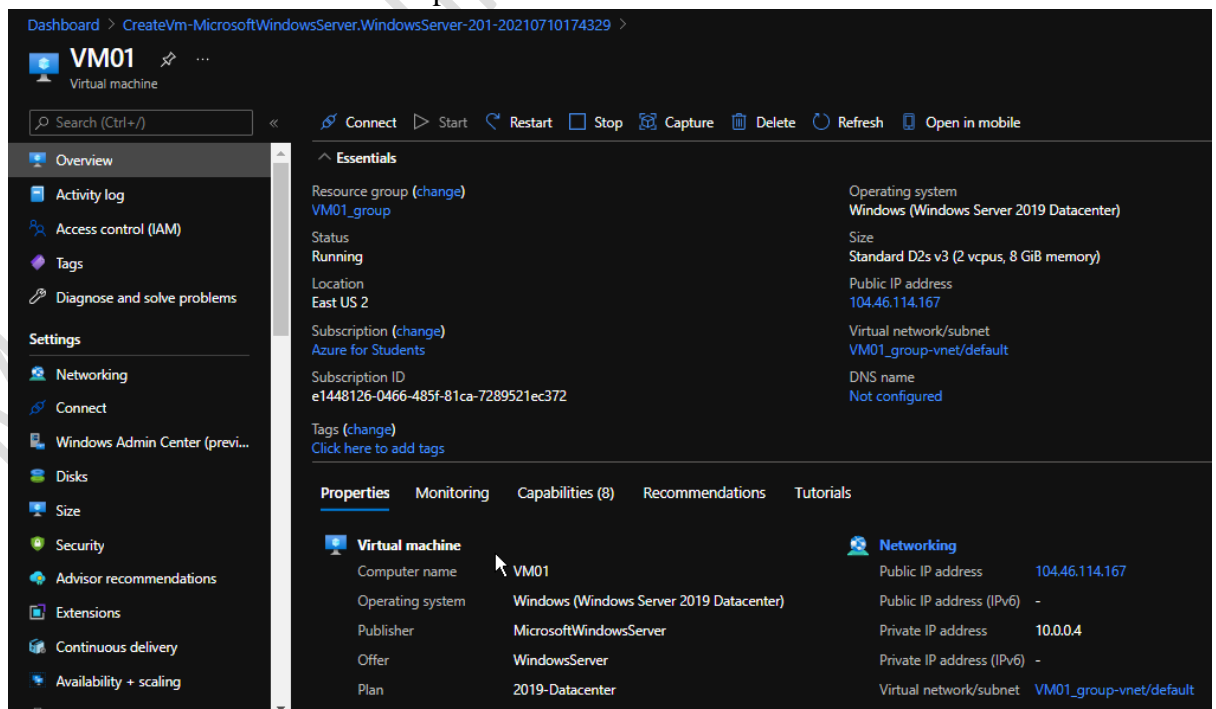 Dashboard > CreateVm-MicrosoftWindowsServer.WindowsServer-201-20210710174329 >
VM01
Virtual machine
Search (Ctrl+/)
Overview
Activity log
Access control (IAM)
Tags
Diagnose and solve problems
Settings
Networking
Connect
Windows Admin Center (previ...
Disks
Size
Security
Advisor recommendations
Extensions
Continuous delivery
Availability + scaling
Connect Start Restart Stop Capture Delete Refresh Open in mobile
Essentials
Resource group (change)
VM01_group
Status
Running
Location
East US 2
Subscription (change)
Azure for Students
Subscription ID
e1448126-0466-485f-81ca-7289521ec372
Tags (change)
Click here to add tags
Operating system
Windows (Windows Server 2019 Datacenter)
Size
Standard D2s v3 (2 vcpus, 8 GiB memory)
Public IP address
104.46.114.167
Virtual network/subnet
VM01_group-vnet/default
DNS name
Not configured
Properties Monitoring Capabilities (8) Recommendations Tutorials
Virtual machine
Computer name VM01
Operating system Windows (Windows Server 2019 Datacenter)
Publisher MicrosoftWindowsServer
Offer WindowsServer
Plan 2019-Datacenter
Networking
Public IP address 104.46.114.167
Public IP address (IPv6) -
Private IP address 10.0.0.4
Private IP address (IPv6) -
Virtual network/subnet VM01_group-vnet/default